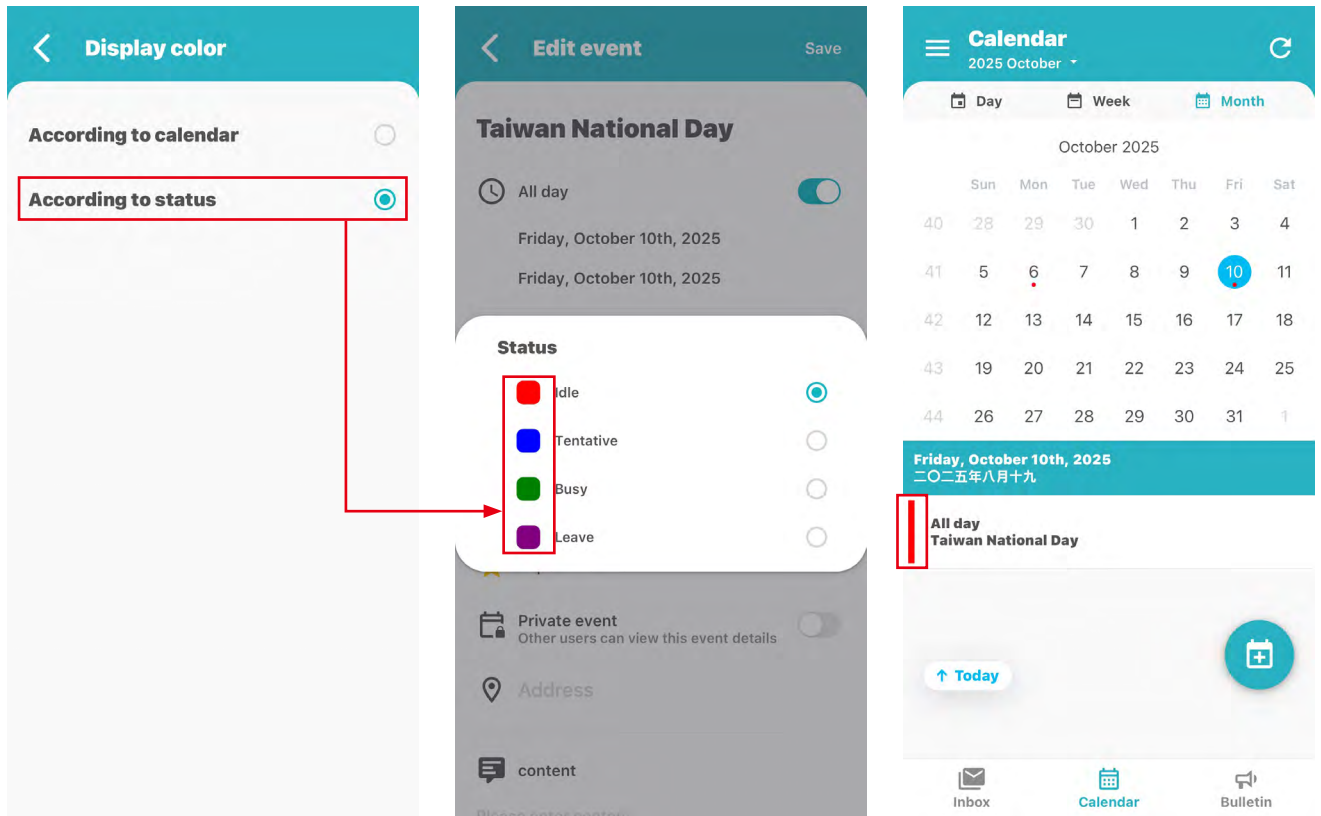 Display color
According to calendar
According to status
Edit event
Save
Taiwan National Day
All day
Friday, October 10th, 2025
Friday, October 10th, 2025
Status
Idle
Tentative
Busy
Leave
Private event
Other users can view this event details
Address
content
Calendar
2025 October
Day Week Month
October 2025
Sun Mon Tue Wed Thu Fri Sat
40 28 29 30 1 2 3 4
41 5 6 7 8 9 10 11
42 12 13 14 15 16 17 18
43 19 20 21 22 23 24 25
44 26 27 28 29 30 31 1
Friday, October 10th, 2025
二〇二五年八月十九
All day
Taiwan National Day
Today
Inbox Calendar Bulletin